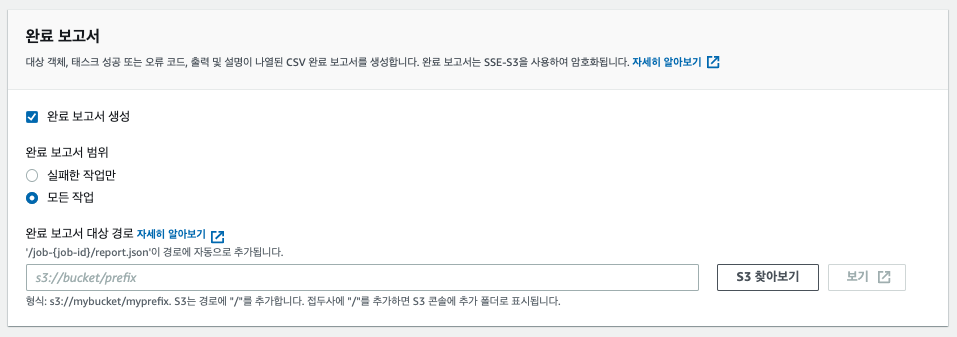 완료 보고서
대상 객체, 태스크 성공 또는 오류 코드, 출력 및 설명이 나열된 CSV 완료 보고서를 생성합니다. 완료 보고서는 SSE-S3을 사용하여 암호화됩니다. 자세히 알아보기
완료 보고서 생성
완료 보고서 범위
실패한 작업만
모든 작업
완료 보고서 대상 경로 자세히 알아보기
'/job-{job-id}/report.json'이 경로에 자동으로 추가됩니다.
s3://bucket/prefix
S3 찾아보기
보기
형식: s3://mybucket/myprefix. S3는 경로에 "/"를 추가합니다. 접두사에 "/"를 추가하면 S3 콘솔에 추가 폴더로 표시됩니다.